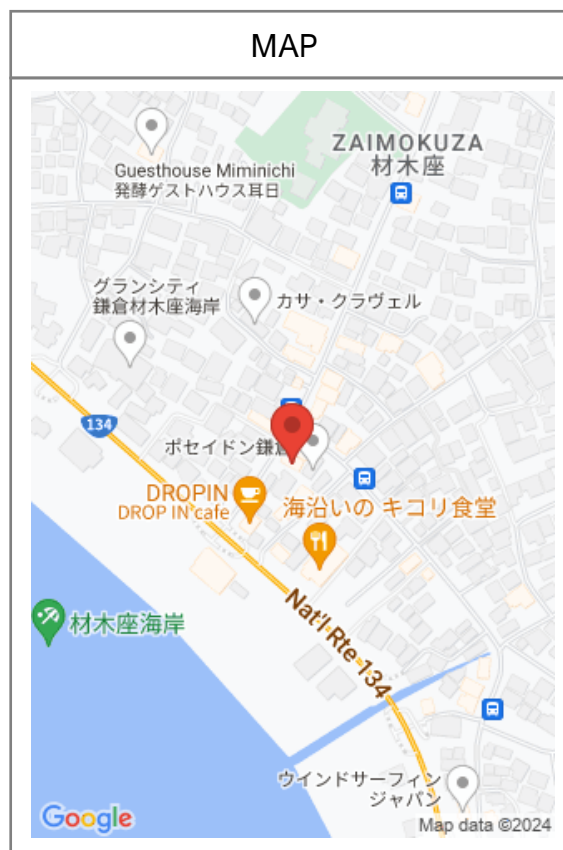 MAP
ZAIMOKUZA
材木座
Guesthouse Miminichi
発酵ゲストハウス耳日
グランシティ
鎌倉材木座海岸
カサ・クラヴェル
134
ポセイドン鎌倉
DROPIN
DROP IN cafe
海沿いの キコリ食堂
Nat'l Rte 134
材木座海岸
ウインドサーフィン
ジャパン
Google
Map data ©2024